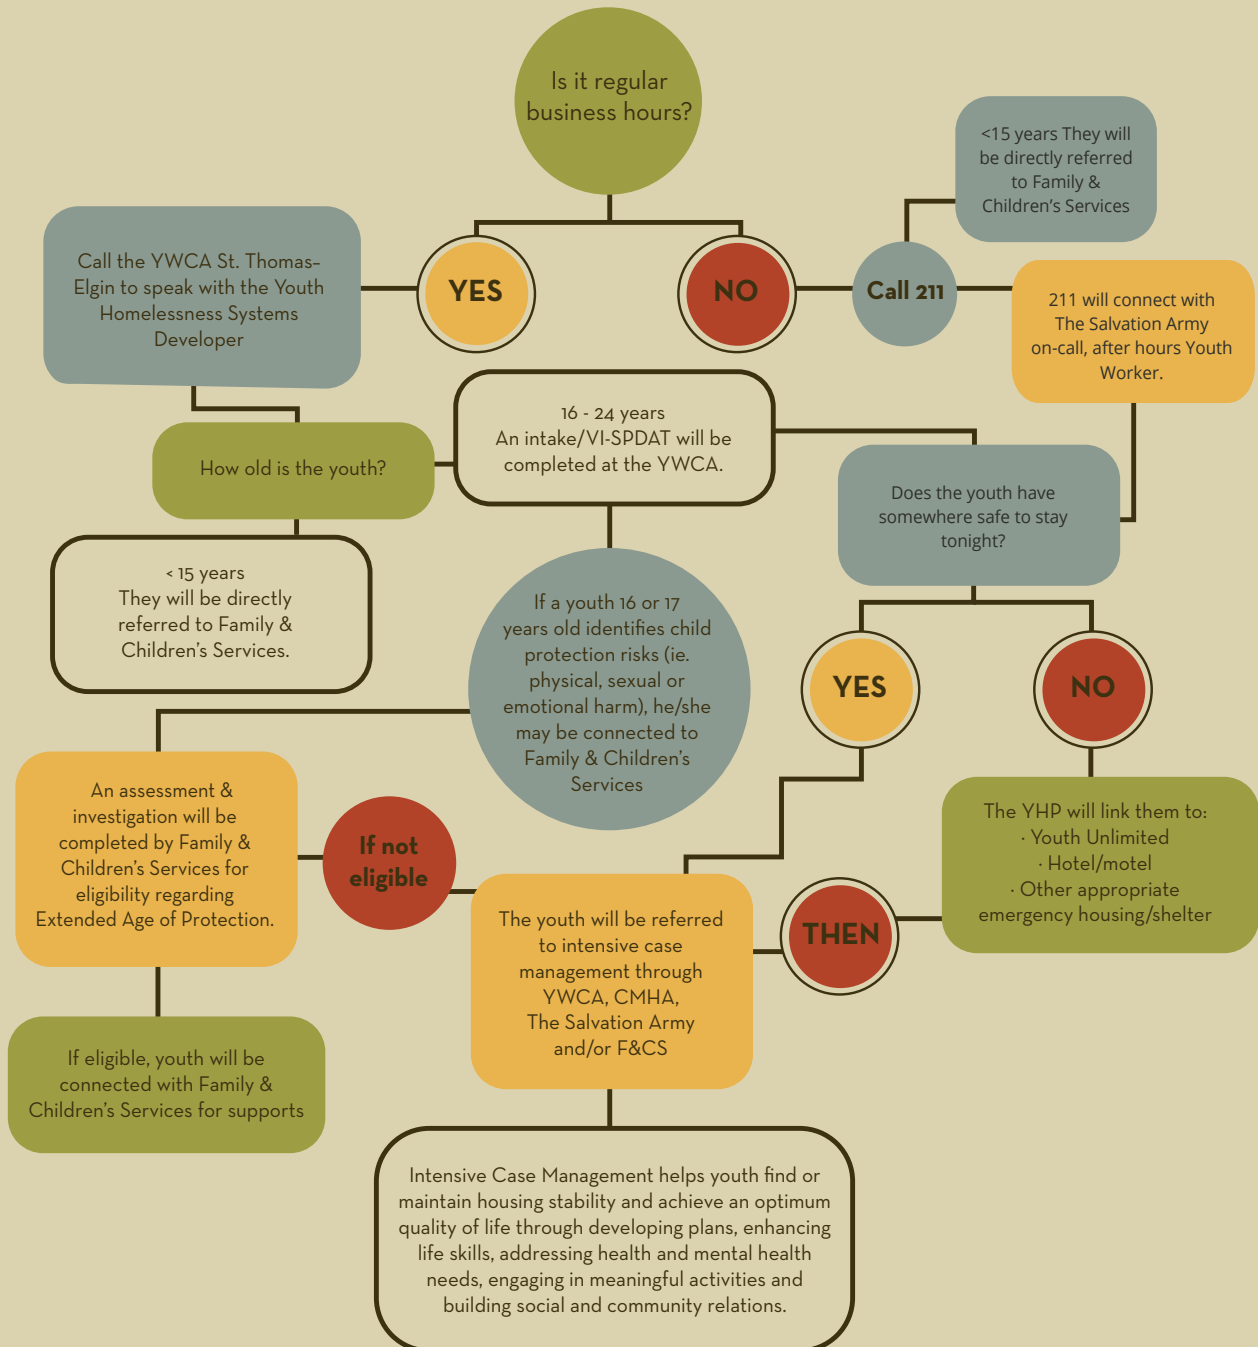 Is it regular
business hours?
<15 years They will
be directly referred
to Family &
Children's Services
Call the YWCA St. Thomas-
Elgin to speak with the Youth
Homelessness Systems
Developer
YES
NO
Call 211
211 will connect with
The Salvation Army
on-call, after hours Youth
Worker.
16 - 24 years
An intake/VI-SPDAT will be
completed at the YWCA.
How old is the youth?
Does the youth have
somewhere safe to stay
tonight?
< 15 years
They will be directly
referred to Family &
Children's Services.
If a youth 16 or 17
years old identifies child
protection risks (ie.
physical, sexual or
emotional harm), he/she
may be connected to
Family & Children's
Services
YES
NO
An assessment &
investigation will be
completed by Family &
Children's Services for
eligibility regarding
Extended Age of Protection.
If not
eligible
The YHP will link them to:
· Youth Unlimited
· Hotel/motel
· Other appropriate
emergency housing/shelter
The youth will be referred
to intensive case
management through
YWCA, CMHA,
The Salvation Army
and/or F&CS
THEN
If eligible, youth will be
connected with Family &
Children's Services for supports
Intensive Case Management helps youth find or
maintain housing stability and achieve an optimum
quality of life through developing plans, enhancing
life skills, addressing health and mental health
needs, engaging in meaningful activities and
building social and community relations.